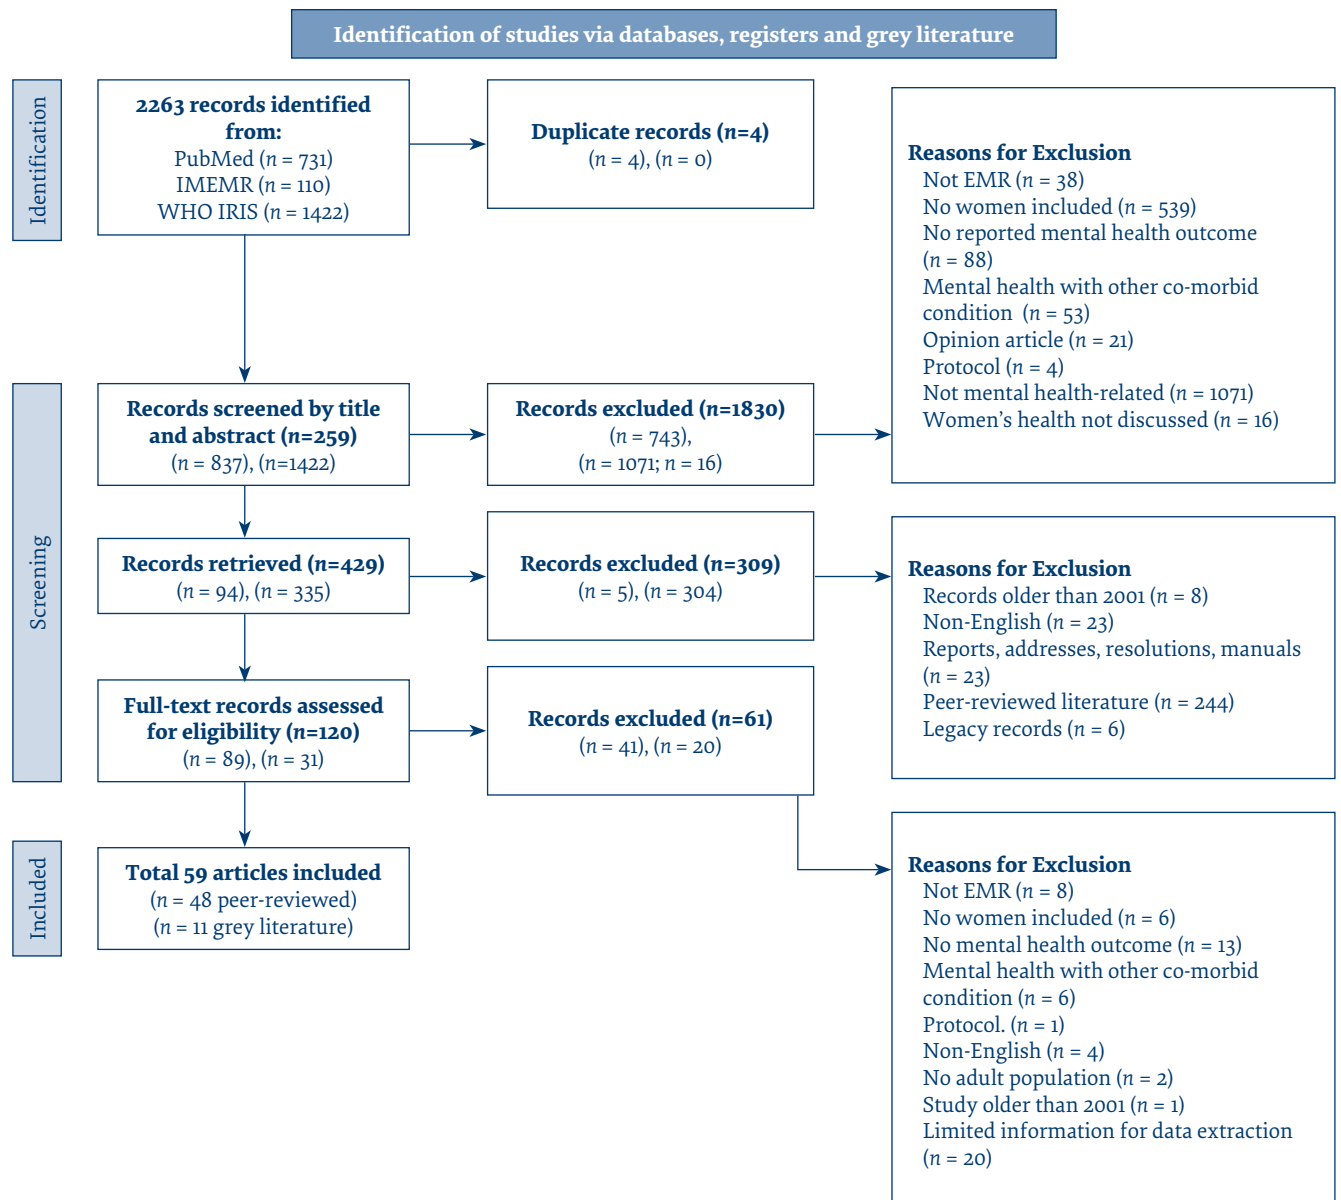 Identification of studies via databases, registers and grey literature
Identification
2263 records identified
from:
PubMed (n = 731)
IMEMR (n = 110)
WHO IRIS (n = 1422)
Duplicate records (n=4)
(n = 4), (n = 0)
Reasons for Exclusion
Not EMR (n = 38)
No women included (n = 539)
No reported mental health outcome
(n = 88)
Mental health with other co-morbid
condition (n = 53)
Opinion article (n = 21)
Protocol (n = 4)
Not mental health-related (n = 1071)
Women's health not discussed (n = 16)
Screening
Records screened by title
and abstract (n=259)
(n = 837), (n=1422)
Records excluded (n=1830)
(n = 743),
(n = 1071; n = 16)
Records retrieved (n=429)
(n = 94), (n = 335)
Records excluded (n=309)
(n = 5), (n = 304)
Reasons for Exclusion
Records older than 2001 (n = 8)
Non-English (n = 23)
Reports, addresses, resolutions, manuals
(n = 23)
Peer-reviewed literature (n = 244)
Legacy records (n = 6)
Full-text records assessed
for eligibility (n=120)
(n = 89), (n = 31)
Records excluded (n=61)
(n = 41), (n = 20)
Included
Total 59 articles included
(n = 48 peer-reviewed)
(n = 11 grey literature)
Reasons for Exclusion
Not EMR (n = 8)
No women included (n = 6)
No mental health outcome (n = 13)
Mental health with other co-morbid
condition (n = 6)
Protocol. (n = 1)
Non-English (n = 4)
No adult population (n = 2)
Study older than 2001 (n = 1)
Limited information for data extraction
(n = 20)